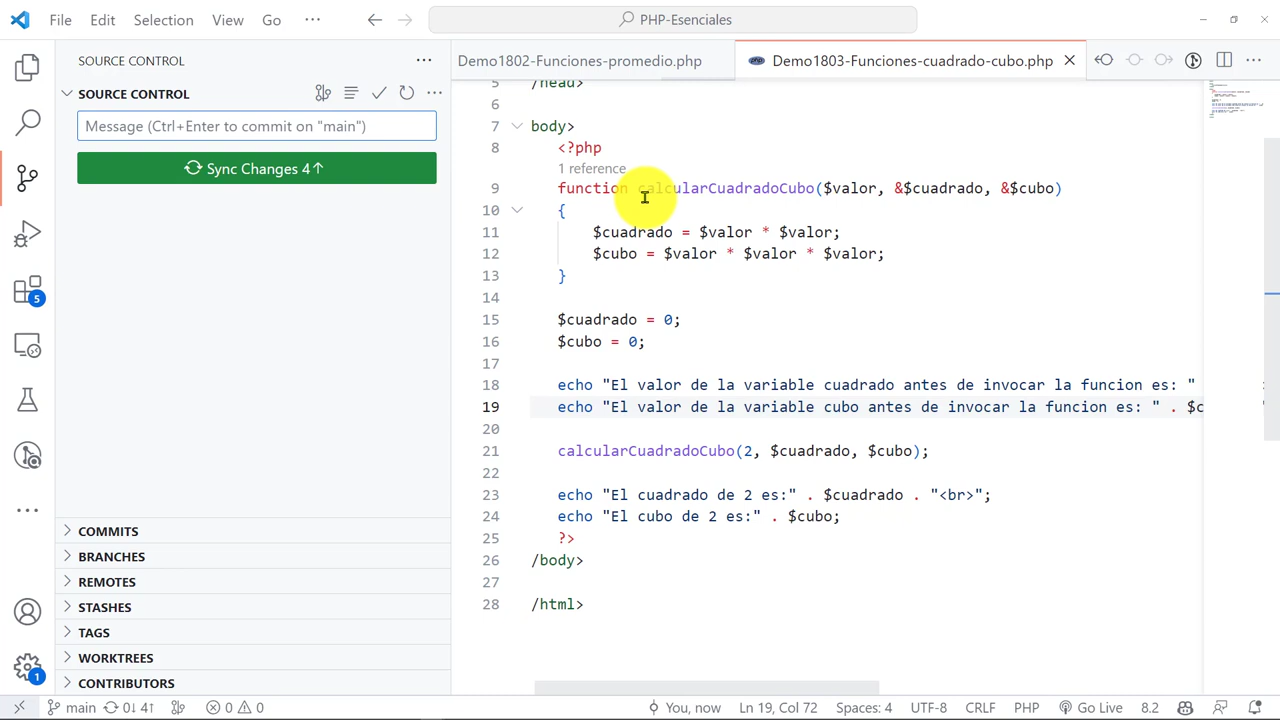 File Edit Selection View Go ··· PHP-Esenciales
SOURCE CONTROL ···
SOURCE CONTROL ···
Message (Ctrl+Enter to commit on "main")
Sync Changes 4↑
5
···
1
COMMITS
BRANCHES
REMOTES
STASHES
TAGS
WORKTREES
CONTRIBUTORS
Demo1802-Funciones-promedio.php
php Demo1803-Funciones-cuadrado-cubo.php ···
5 /head>
6
7 body>
8 <?php
1 reference
9 function calcularCuadradoCubo($valor, &$cuadrado, &$cubo)
10 {
11 $cuadrado = $valor * $valor;
12 $cubo = $valor * $valor * $valor;
13 }
14
15 $cuadrado = 0;
16 $cubo = 0;
17
18 echo "El valor de la variable cuadrado antes de invocar la funcion es: "
19 echo "El valor de la variable cubo antes de invocar la funcion es: " . $c
20
21 calcularCuadradoCubo(2, $cuadrado, $cubo);
22
23 echo "El cuadrado de 2 es:" . $cuadrado . "<br>";
24 echo "El cubo de 2 es:" . $cubo;
25 ?>
26 /body>
27
28 /html>
main 0↓ 4↑ 0 0 You, now Ln 19, Col 72 Spaces: 4 UTF-8 CRLF PHP Go Live 8.2